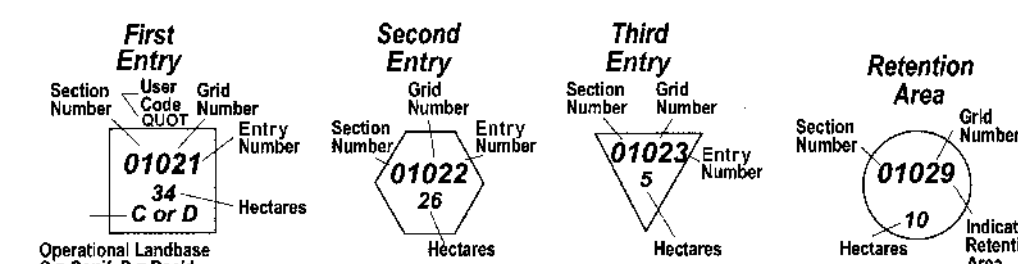 First
Entry
Section
Number
User
Code
QUOT
Grid
Number
Entry
Number
01021
34
C or D
Hectares
Operational Landbase
Second
Entry
Grid
Number
Section
Number
Entry
Number
01022
26
Hectares
Third
Entry
Section
Number
Grid
Number
01023
Entry
Number
5
Hectares
Retention
Area
Section
Number
Grid
Number
01029
10
Hectares
Indicat
Retenti
Area